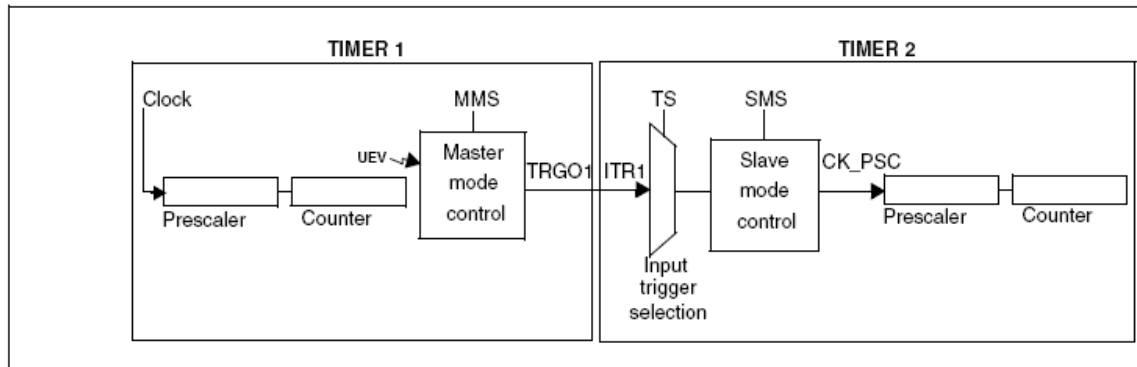 TIMER 1
TIMER 2
Clock
MMS
TS
SMS
UEV
Master
mode
control
TRGO1
ITR1
Slave
mode
control
CK_PSC
Prescaler
Counter
Prescaler
Counter
Input
trigger
selection